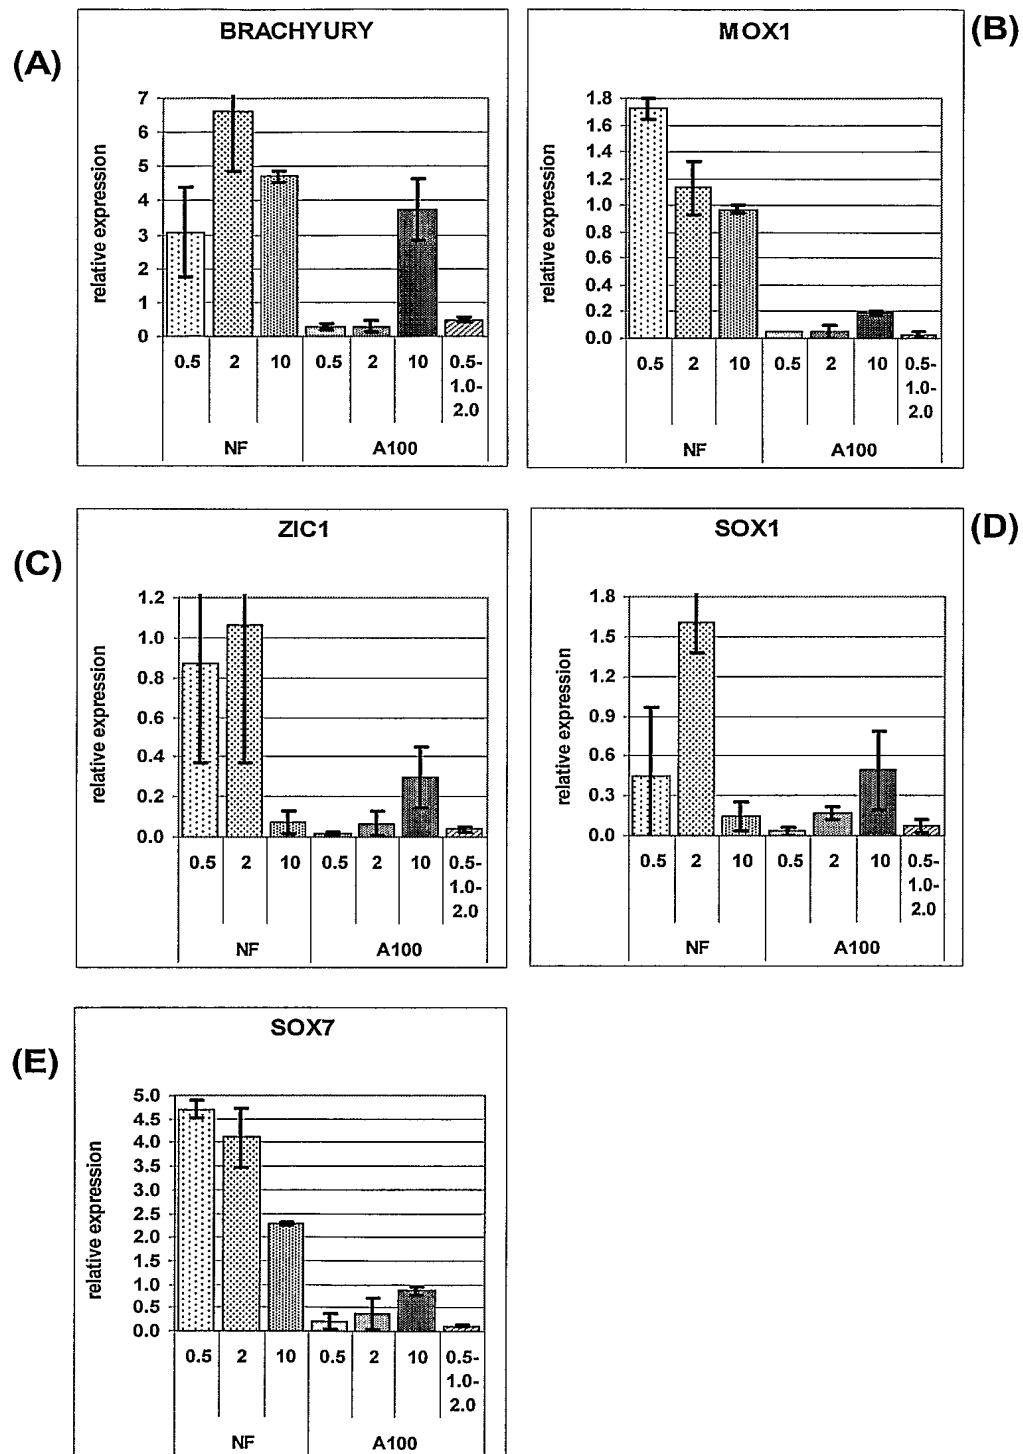 (A)
BRACHYURY
relative expression
7
6
5
4
3
2
1
0
0.5 2 10 0.5 2 10 0.5-
1.0-
2.0
NF A100
(B)
MOX1
relative expression
1.8
1.6
1.4
1.2
1.0
0.8
0.6
0.4
0.2
0.0
0.5 2 10 0.5 2 10 0.5-
1.0-
2.0
NF A100
(C)
ZIC1
relative expression
1.2
1.0
0.8
0.6
0.4
0.2
0.0
0.5 2 10 0.5 2 10 0.5-
1.0-
2.0
NF A100
(D)
SOX1
relative expression
1.8
1.5
1.2
0.9
0.6
0.3
0.0
0.5 2 10 0.5 2 10 0.5-
1.0-
2.0
NF A100
(E)
SOX7
relative expression
5.0
4.5
4.0
3.5
3.0
2.5
2.0
1.5
1.0
0.5
0.0
0.5 2 10 0.5 2 10 0.5-
1.0-
2.0
NF A100